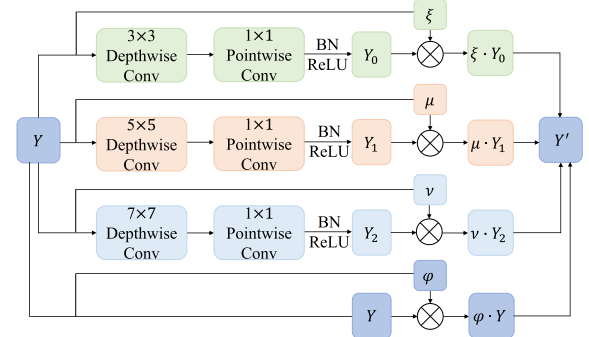 ξ
3×3
Depthwise
Conv
1×1
Pointwise
Conv
BN
ReLU
Y₀
ξ · Y₀
μ
Y
5×5
Depthwise
Conv
1×1
Pointwise
Conv
BN
ReLU
Y₁
μ · Y₁
Y′
ν
7×7
Depthwise
Conv
1×1
Pointwise
Conv
BN
ReLU
Y₂
ν · Y₂
φ
Y
φ · Y